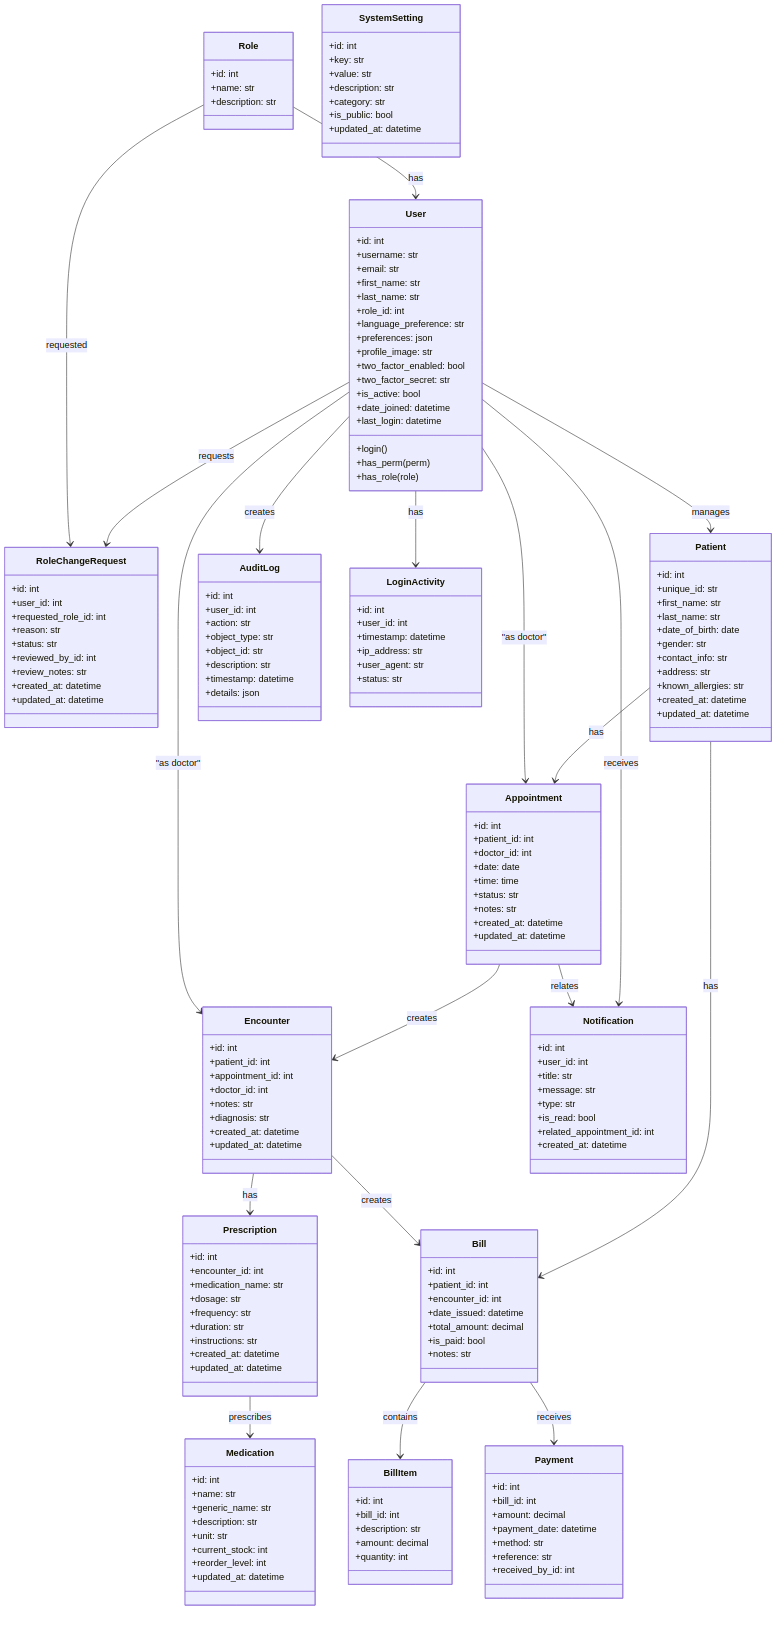 SystemSetting
+id: int
+key: str
+value: str
+description: str
+category: str
+is_public: bool
+updated_at: datetime
Role
+id: int
+name: str
+description: str
has
User
+id: int
+username: str
+email: str
+first_name: str
+last_name: str
+role_id: int
+language_preference: str
+preferences: json
+profile_image: str
+two_factor_enabled: bool
+two_factor_secret: str
+is_active: bool
+date_joined: datetime
+last_login: datetime
+login()
+has_perm(perm)
+has_role(role)
requested
requests
creates
has
manages
RoleChangeRequest
+id: int
+user_id: int
+requested_role_id: int
+reason: str
+status: str
+reviewed_by_id: int
+review_notes: str
+created_at: datetime
+updated_at: datetime
AuditLog
+id: int
+user_id: int
+action: str
+object_type: str
+object_id: str
+description: str
+timestamp: datetime
+details: json
LoginActivity
+id: int
+user_id: int
+timestamp: datetime
+ip_address: str
+user_agent: str
+status: str
"as doctor"
Patient
+id: int
+unique_id: str
+first_name: str
+last_name: str
+date_of_birth: date
+gender: str
+contact_info: str
+address: str
+known_allergies: str
+created_at: datetime
+updated_at: datetime
has
"as doctor"
receives
Appointment
+id: int
+patient_id: int
+doctor_id: int
+date: date
+time: time
+status: str
+notes: str
+created_at: datetime
+updated_at: datetime
creates
relates
has
Encounter
+id: int
+patient_id: int
+appointment_id: int
+doctor_id: int
+notes: str
+diagnosis: str
+created_at: datetime
+updated_at: datetime
Notification
+id: int
+user_id: int
+title: str
+message: str
+type: str
+is_read: bool
+related_appointment_id: int
+created_at: datetime
has
creates
Prescription
+id: int
+encounter_id: int
+medication_name: str
+dosage: str
+frequency: str
+duration: str
+instructions: str
+created_at: datetime
+updated_at: datetime
Bill
+id: int
+patient_id: int
+encounter_id: int
+date_issued: datetime
+total_amount: decimal
+is_paid: bool
+notes: str
prescribes
contains
receives
Medication
+id: int
+name: str
+generic_name: str
+description: str
+unit: str
+current_stock: int
+reorder_level: int
+updated_at: datetime
BillItem
+id: int
+bill_id: int
+description: str
+amount: decimal
+quantity: int
Payment
+id: int
+bill_id: int
+amount: decimal
+payment_date: datetime
+method: str
+reference: str
+received_by_id: int